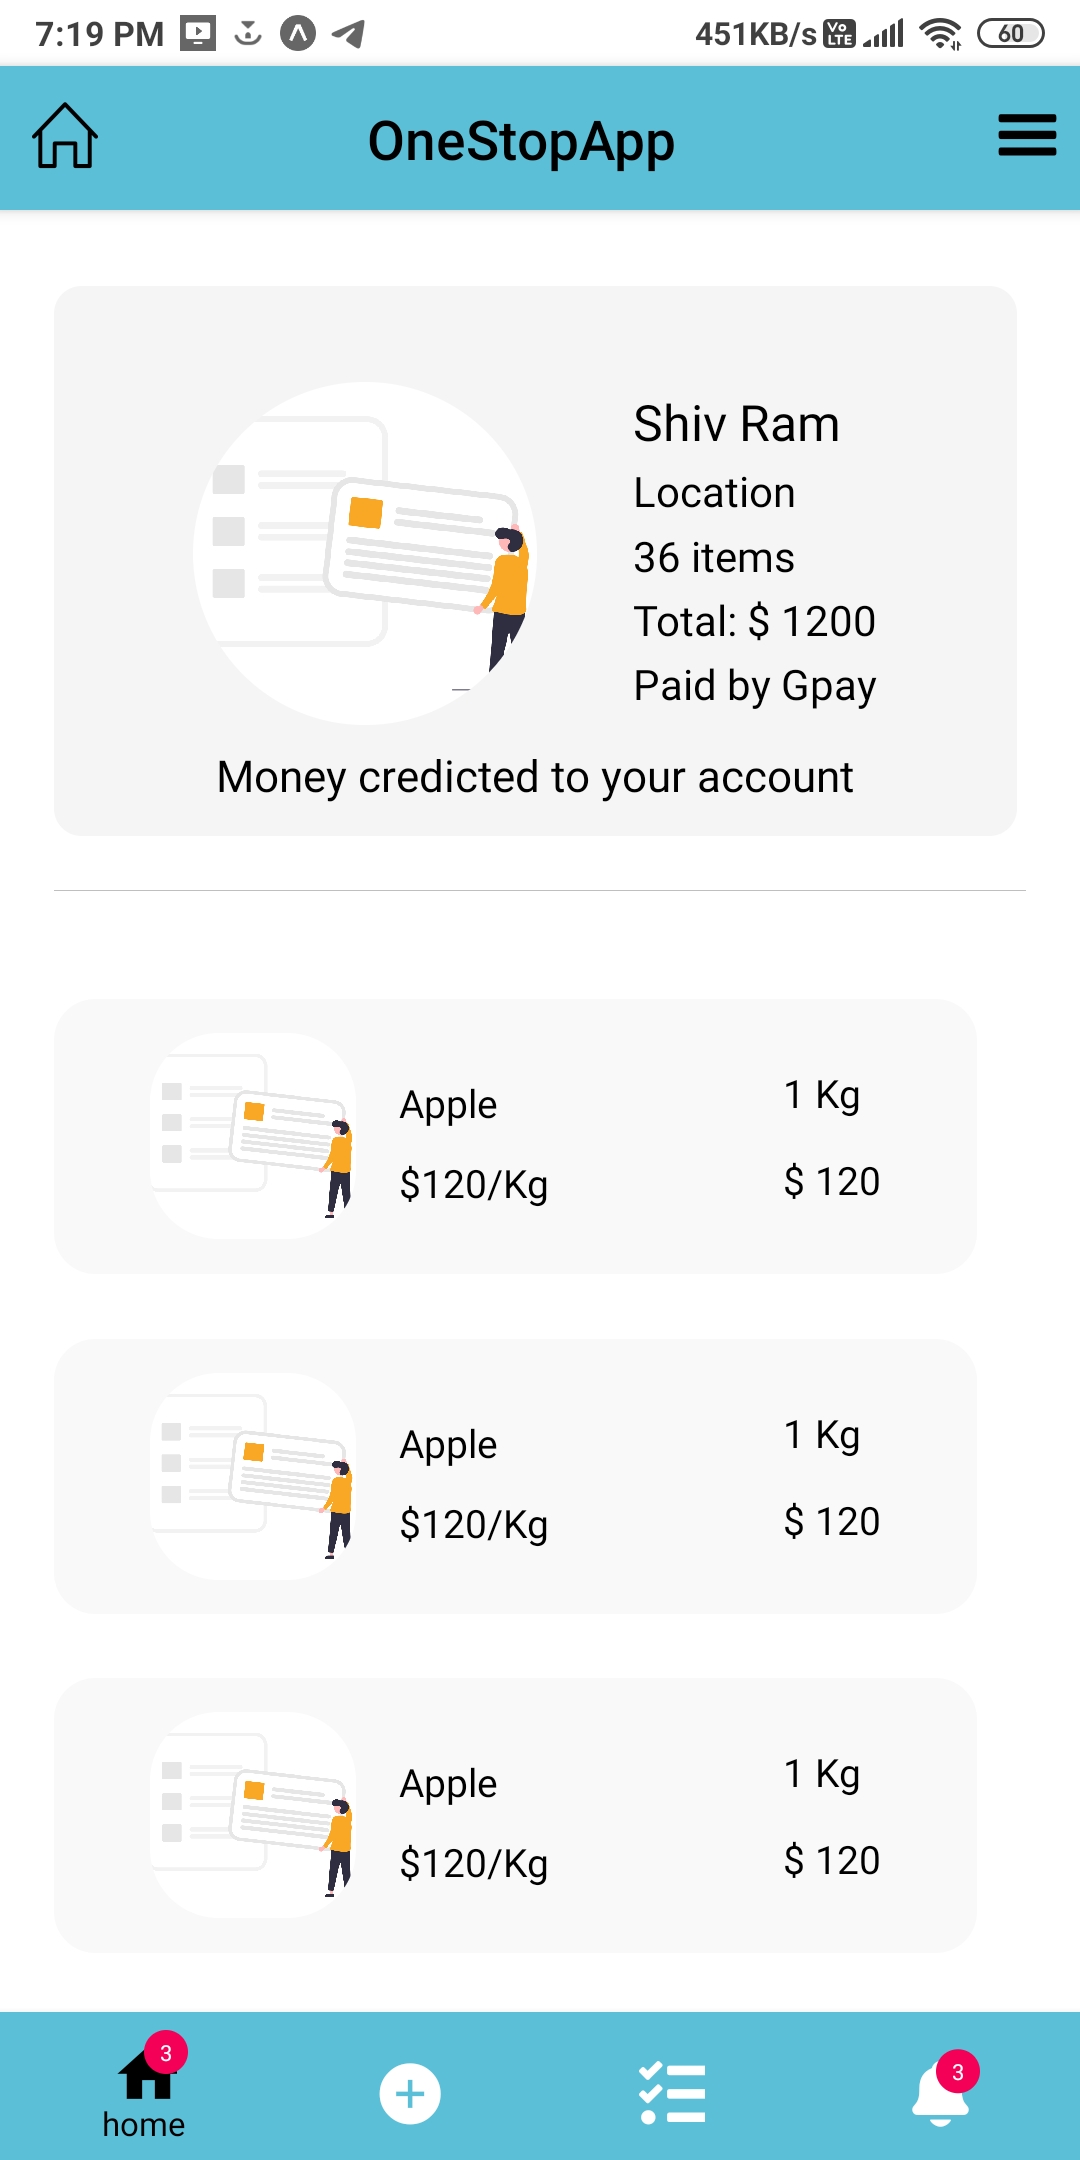 7:19 PM 451KB/s Vo LTE 60
OneStopApp
Shiv Ram
Location
36 items
Total: $ 1200
Paid by Gpay
Money credicted to your account
Apple 1 Kg
$120/Kg $ 120
Apple 1 Kg
$120/Kg $ 120
Apple 1 Kg
$120/Kg $ 120
3 3
home